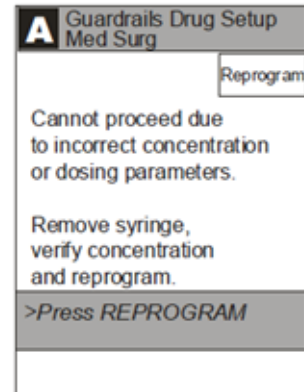 A Guardrails Drug Setup
Med Surg
Reprogram
Cannot proceed due
to incorrect concentration
or dosing parameters.
Remove syringe,
verify concentration
and reprogram.
>Press REPROGRAM